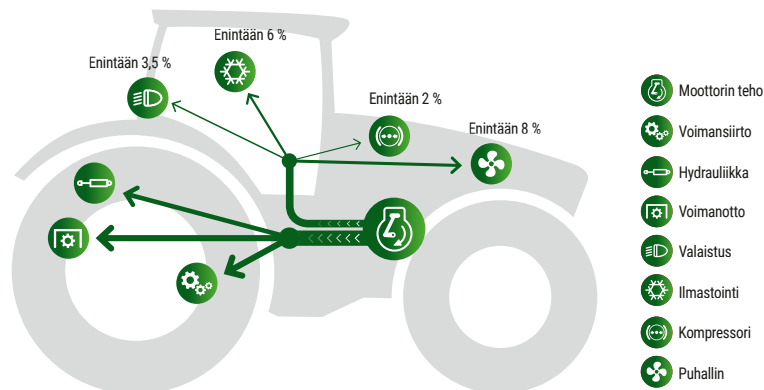 Enintään 6 %
Enintään 3,5 %
Enintään 2 %
Enintään 8 %
Moottorin teho
Voimansiirto
Hydrauliikka
Voimanotto
Valaistus
Ilmastointi
Kompressori
Puhallin